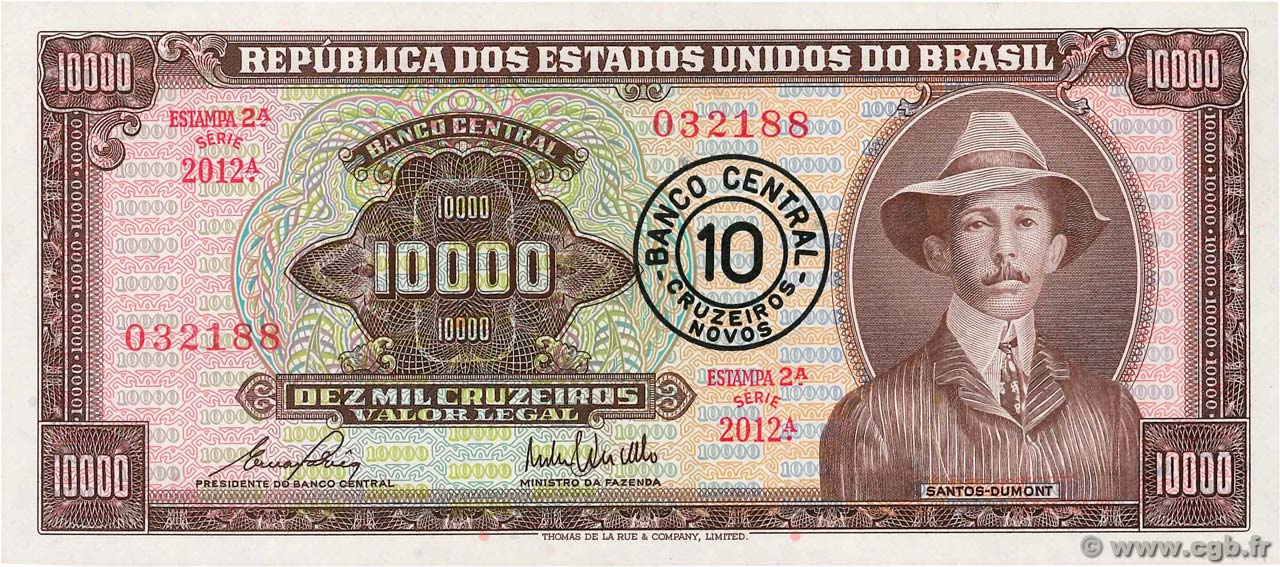 REPÚBLICA DOS ESTADOS UNIDOS DO BRASIL
10000
10000
ESTAMPA 2ª
SÉRIE
2012ª
BANCO CENTRAL
032188
10000
10000
10000
BANCO CENTRAL
10
CRUZEIROS
NOVOS
032188
DEZ MIL CRUZEIROS
VALOR LEGAL
ESTAMPA 2ª
SÉRIE
2012ª
PRESIDENTE DO BANCO CENTRAL
MINISTRO DA FAZENDA
SANTOS-DUMONT
10000
10000
THOMAS DE LA RUE & COMPANY, LIMITED.
© www.cgb.fr